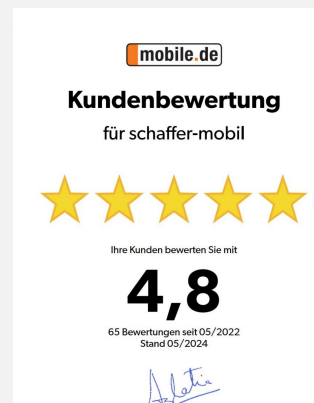 mobile.de
Kundenbewertung
für schaffer-mobil
Ihre Kunden bewerten Sie mit
4,8
65 Bewertungen seit 05/2022
Stand 05/2024